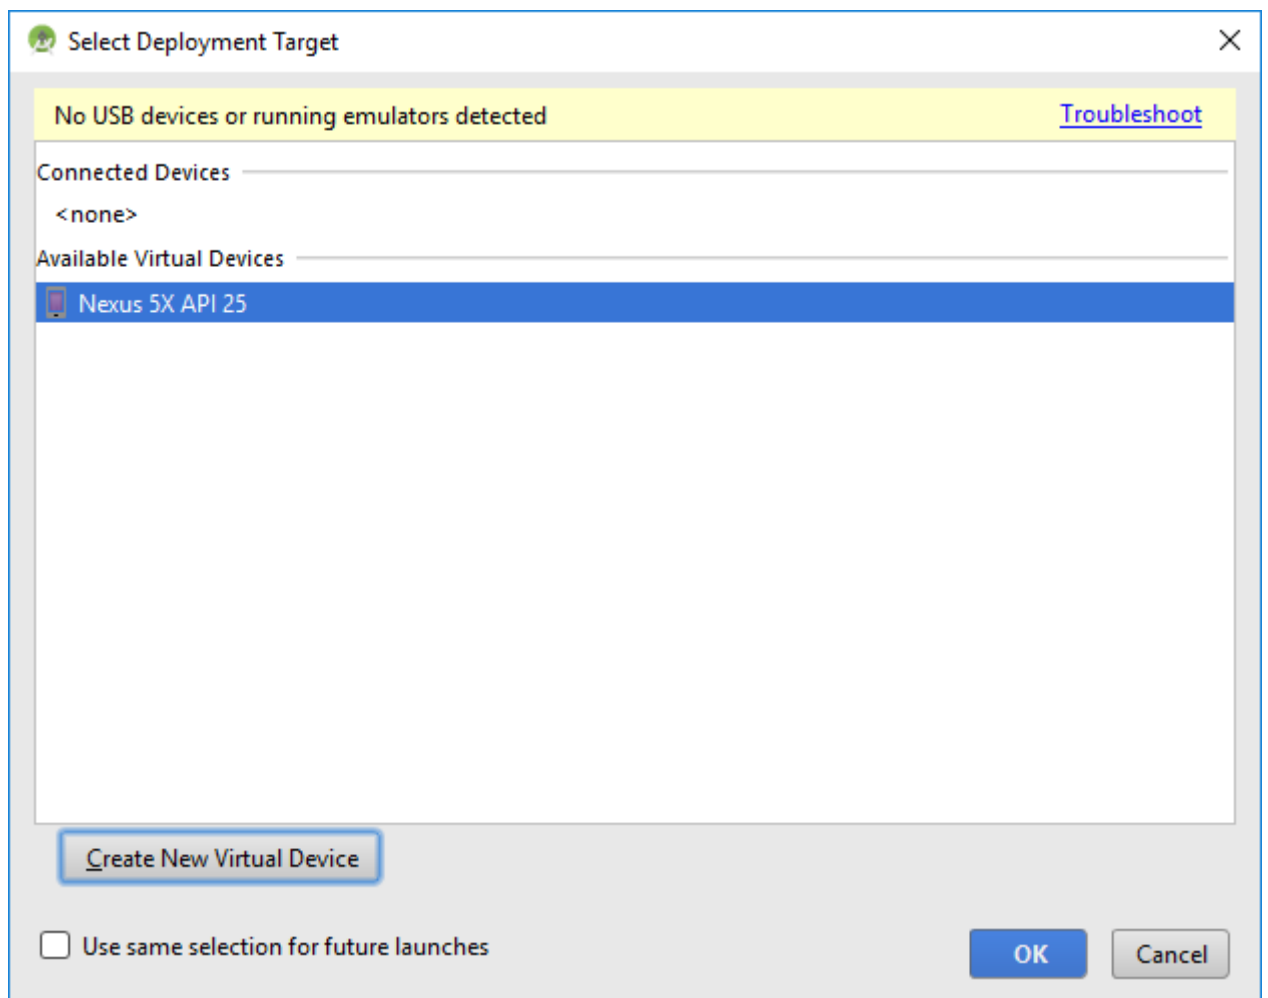 Select Deployment Target
No USB devices or running emulators detected Troubleshoot
Connected Devices
<none>
Available Virtual Devices
Nexus 5X API 25
Create New Virtual Device
Use same selection for future launches
OK Cancel